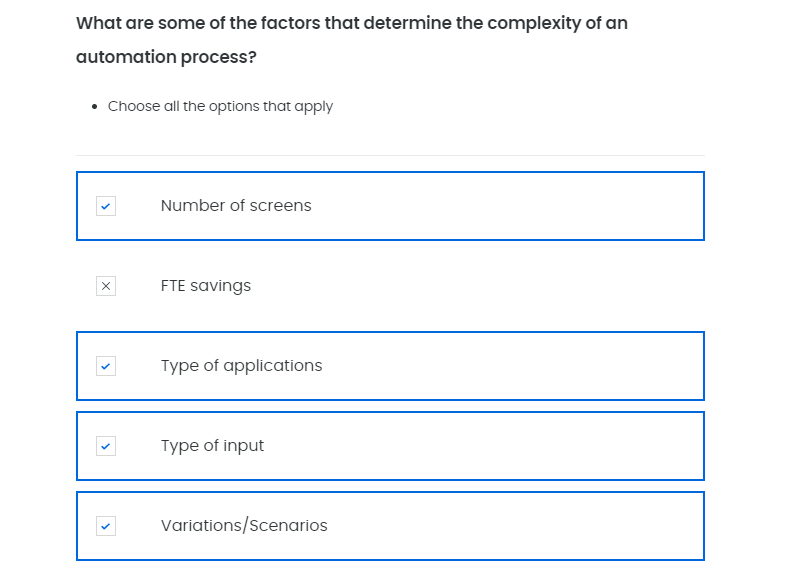 What are some of the factors that determine the complexity of an
automation process?
• Choose all the options that apply
Number of screens
FTE savings
Type of applications
Type of input
Variations/Scenarios